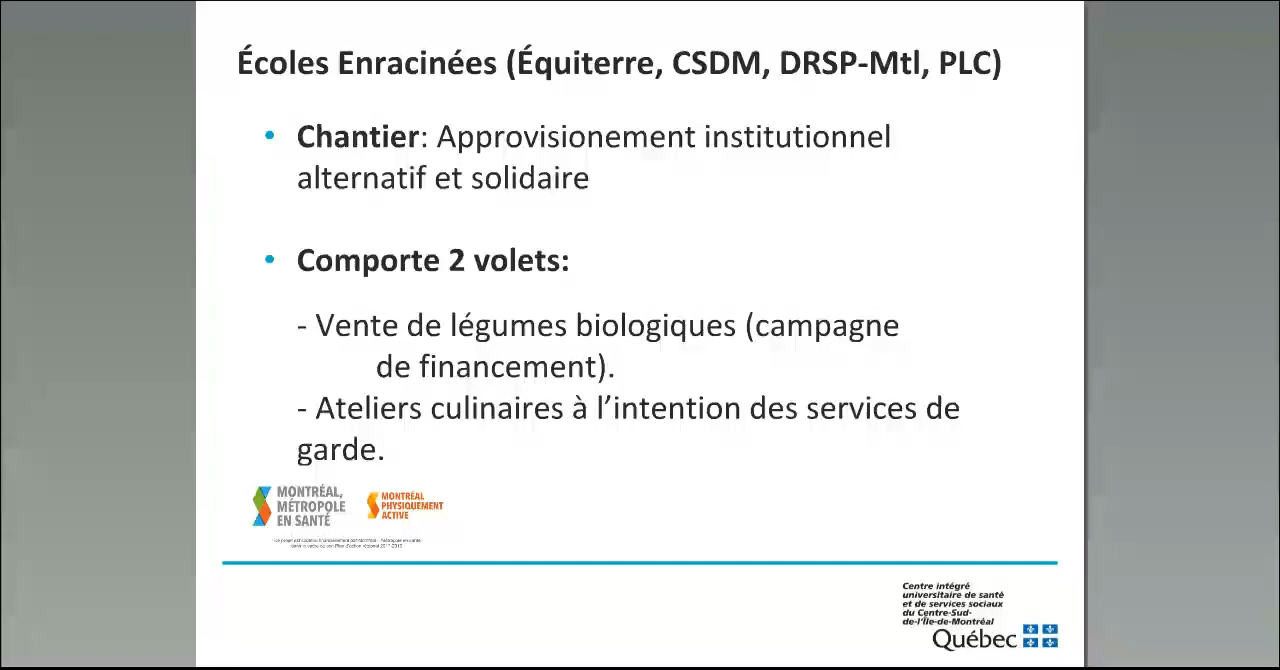 Écoles Enracinées (Équiterre, CSDM, DRSP-Mtl, PLC)
• Chantier: Approvisionement institutionnel
alternatif et solidaire
• Comporte 2 volets:
- Vente de légumes biologiques (campagne
de financement).
- Ateliers culinaires à l’intention des services de
garde.
MONTRÉAL,
MÉTROPOLE
EN SANTÉ
MONTRÉAL
PHYSIQUEMENT
ACTIVE
Centre intégré
universitaire de santé
et de services sociaux
du Centre-Sud-
de-l’Île-de-Montréal
Québec